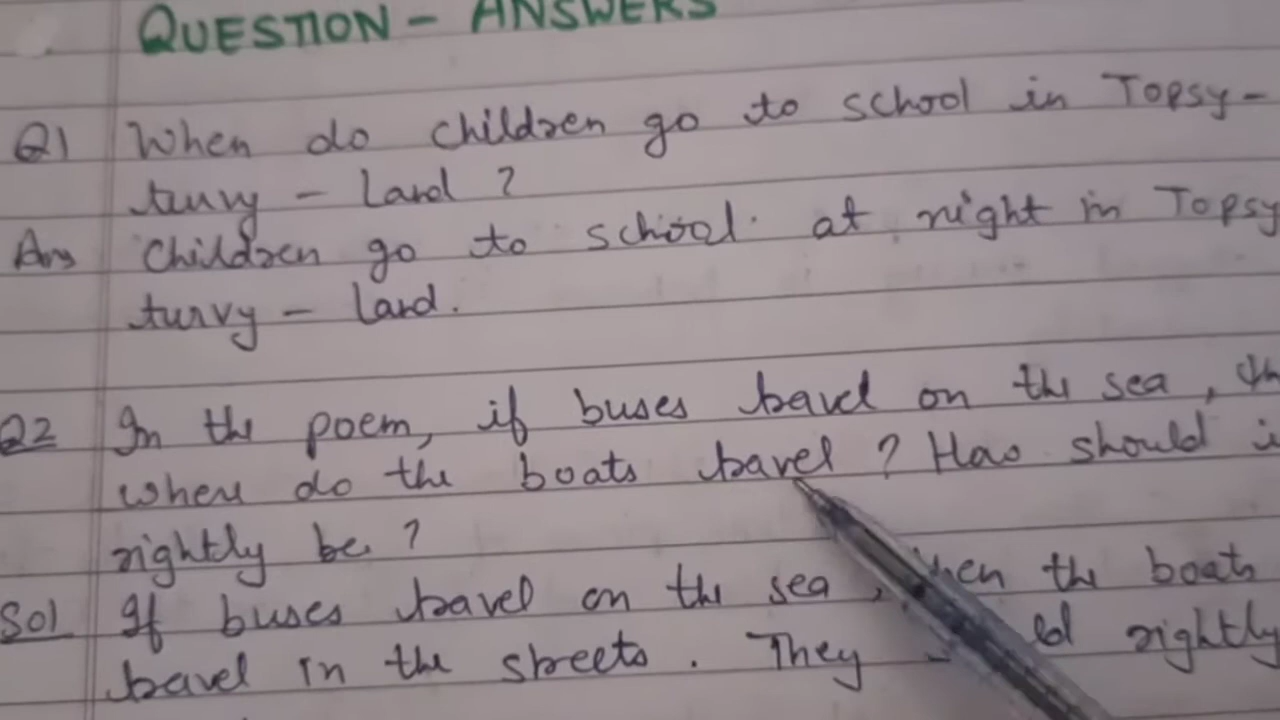 QUESTION - ANSWERS
Q1 When do children go to school in Topsy-
turvy - Land ?
Ans Children go to school at night in Topsy
turvy - land.
Q2 In the poem, if buses travel on the sea,
where do the boats travel ? How should
rightly be ?
Sol If buses travel on the sea, then the boats
travel in the streets. They rightly